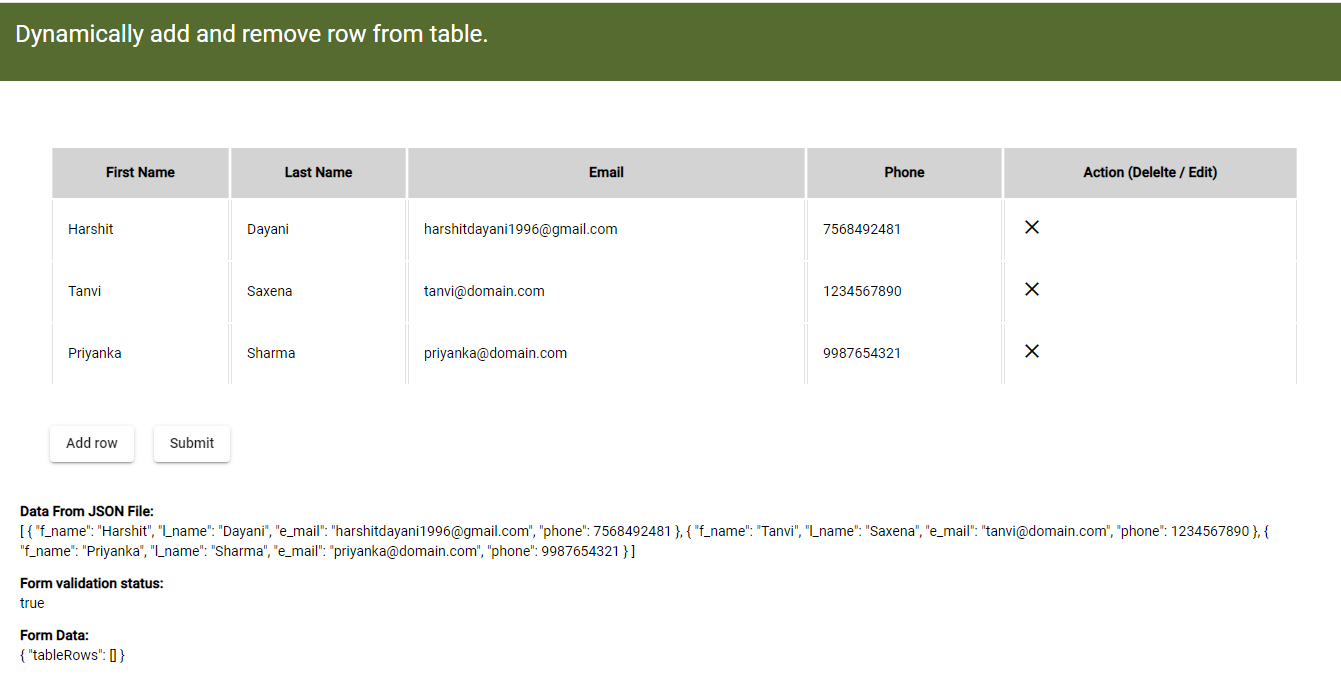 Dynamically add and remove row from table.
First Name Last Name Email Phone Action (Delelte / Edit)
Harshit Dayani harshitdayani1996@gmail.com 7568492481
Tanvi Saxena tanvi@domain.com 1234567890
Priyanka Sharma priyanka@domain.com 9987654321
Add row Submit
Data From JSON File:
[ { "f_name": "Harshit", "l_name": "Dayani", "e_mail": "harshitdayani1996@gmail.com", "phone": 7568492481 }, { "f_name": "Tanvi", "l_name": "Saxena", "e_mail": "tanvi@domain.com", "phone": 1234567890 }, {
"f_name": "Priyanka", "l_name": "Sharma", "e_mail": "priyanka@domain.com", "phone": 9987654321 } ]
Form validation status:
true
Form Data:
{ "tableRows": [] }